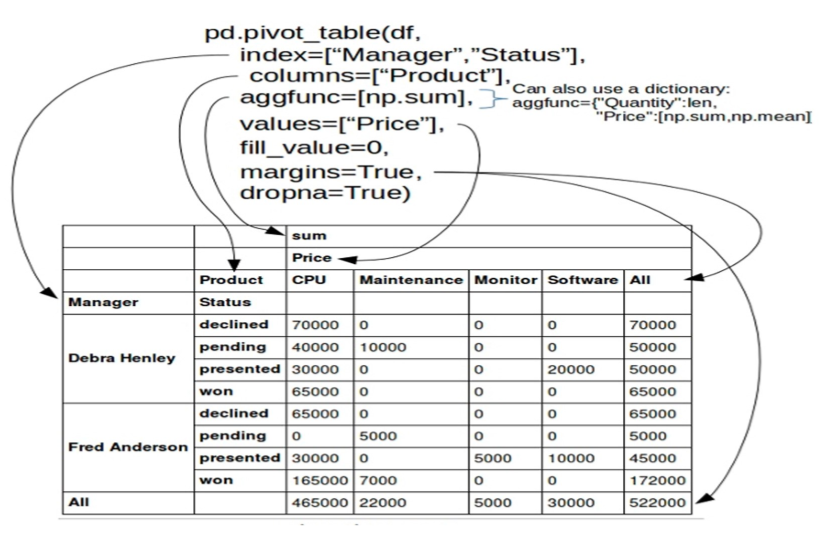 pd.pivot_table(df,
index=["Manager","Status"],
columns=["Product"],
aggfunc=[np.sum],
Can also use a dictionary:
aggfunc={"Quantity":len,
"Price":[np.sum,np.mean]
values=["Price"],
fill_value=0,
margins=True,
dropna=True)
sum
Price
Product CPU Maintenance Monitor Software All
Manager Status
Debra Henley
declined 70000 0 0 0 70000
pending 40000 10000 0 0 50000
presented 30000 0 0 20000 50000
won 65000 0 0 0 65000
Fred Anderson
declined 65000 0 0 0 65000
pending 0 5000 0 0 5000
presented 30000 0 5000 10000 45000
won 165000 7000 0 0 172000
All 465000 22000 5000 30000 522000